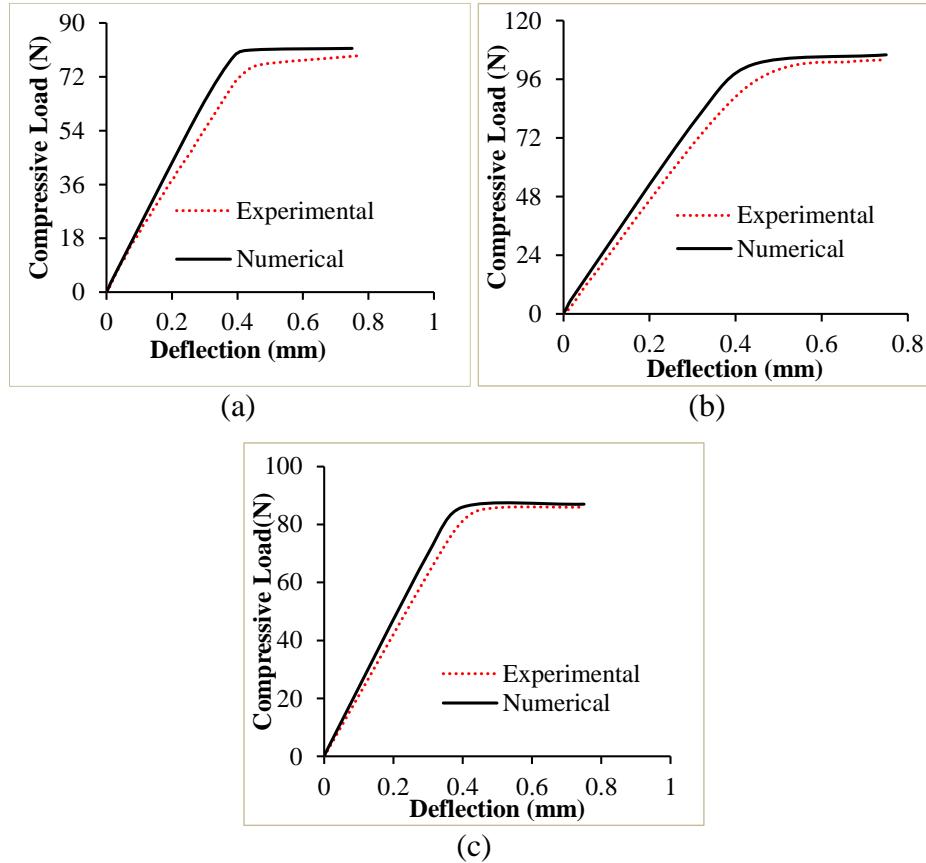 90
72
54
36
18
0
Compressive Load (N)
Experimental
Numerical
0 0.2 0.4 0.6 0.8 1
Deflection (mm)
(a)
120
96
72
48
24
0
Compressive Load (N)
Experimental
Numerical
0 0.2 0.4 0.6 0.8
Deflection (mm)
(b)
100
80
60
40
20
0
Compressive Load(N)
Experimental
Numerical
0 0.2 0.4 0.6 0.8 1
Deflection (mm)
(c)